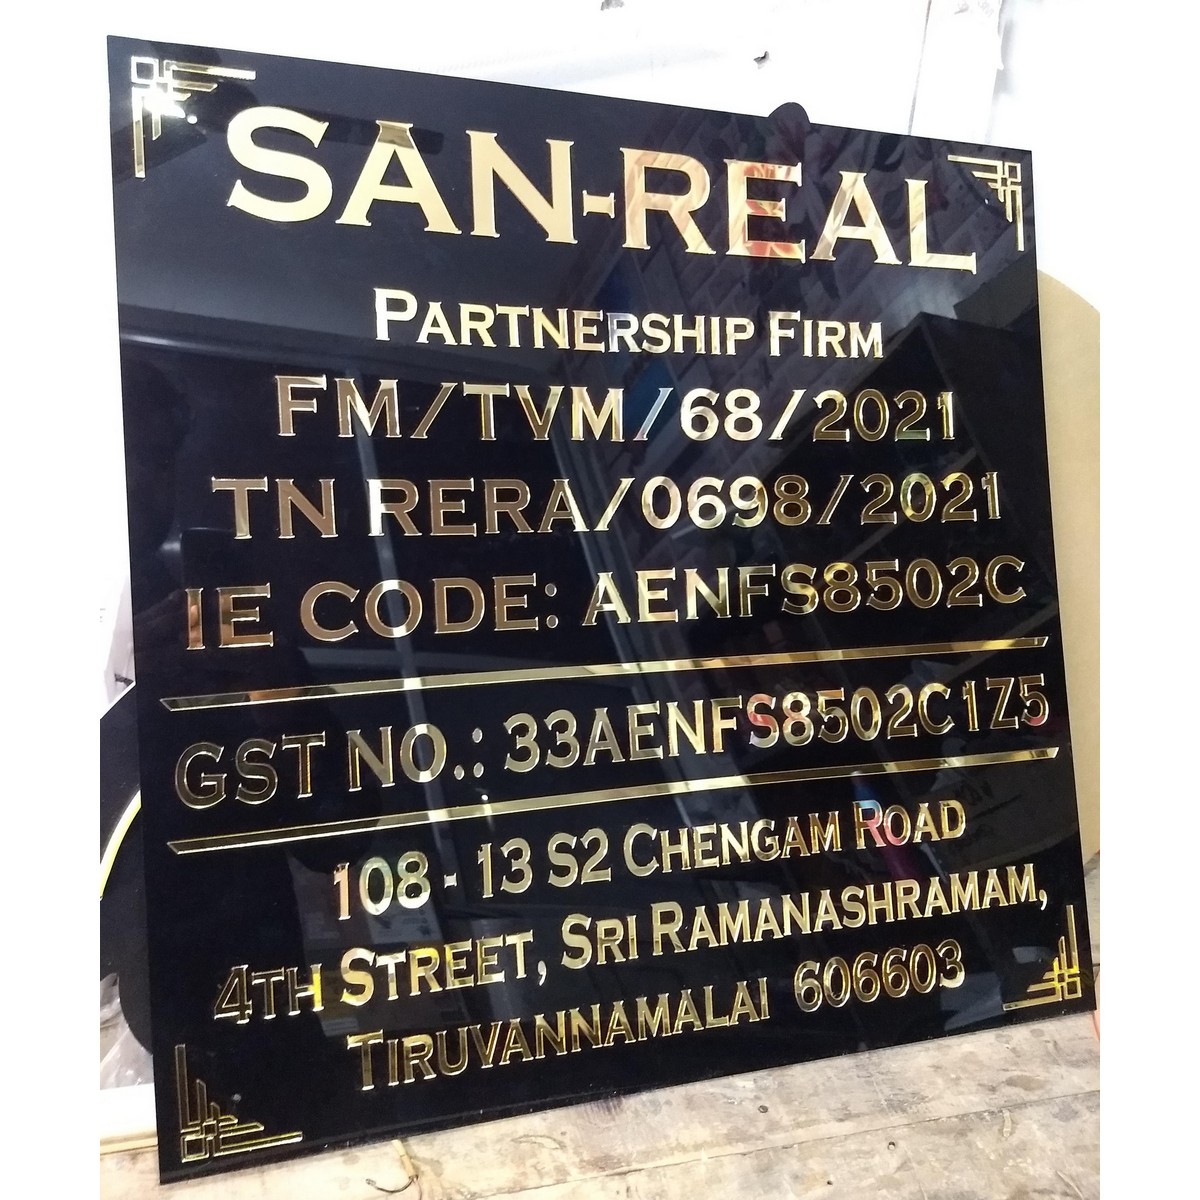 SAN-REAL
PARTNERSHIP FIRM
FM/TVM/68/2021
TN RERA/0698/2021
IE CODE: AENFS8502C
GST NO.: 33AENFS8502C1Z5
108 - 13 S2 CHENGAM ROAD
4TH STREET, SRI RAMANASHRAMAM,
TIRUVANNAMALAI 606603